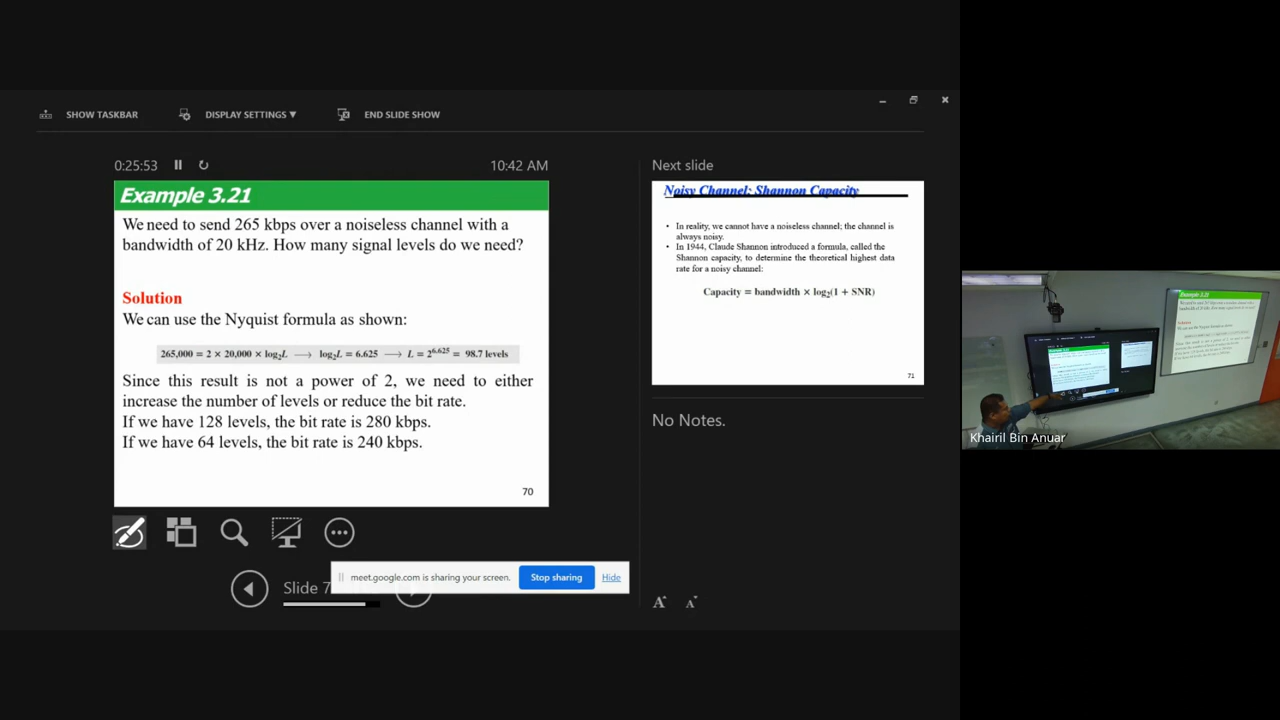 SHOW TASKBAR
DISPLAY SETTINGS ▼
END SLIDE SHOW
0:25:53
10:42 AM
Example 3.21
We need to send 265 kbps over a noiseless channel with a
bandwidth of 20 kHz. How many signal levels do we need?
Solution
We can use the Nyquist formula as shown:
265,000 = 2 × 20,000 × log₂L → log₂L = 6.625 → L = 2^6.625 = 98.7 levels
Since this result is not a power of 2, we need to either
increase the number of levels or reduce the bit rate.
If we have 128 levels, the bit rate is 280 kbps.
If we have 64 levels, the bit rate is 240 kbps.
70
Slide 7
meet.google.com is sharing your screen.
Stop sharing
Hide
Next slide
Noisy Channel: Shannon Capacity
• In reality, we cannot have a noiseless channel; the channel is
always noisy.
• In 1944, Claude Shannon introduced a formula, called the
Shannon capacity, to determine the theoretical highest data
rate for a noisy channel:
Capacity = bandwidth × log₂(1 + SNR)
71
No Notes.
A
A
Example 3.21
Khairil Bin Anuar